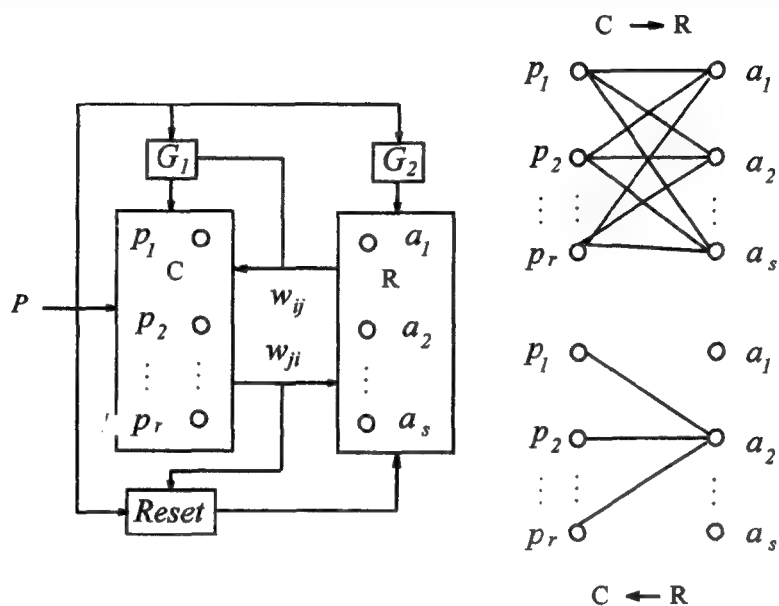 C → R
p1 a1
p2 a2
⋮ ⋮ ⋮
pr as
G1 G2
p1 a1
C R
P
wij
p2 a2
wji
⋮ ⋮ ⋮
pr as
Reset
p1 a1
p2 a2
⋮ ⋮ ⋮
pr as
C ← R